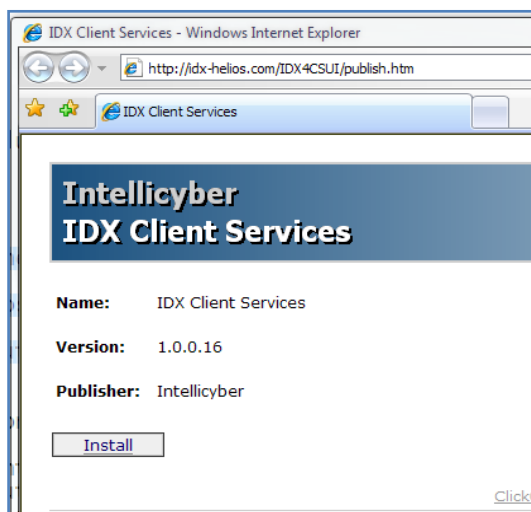 IDX Client Services - Windows Internet Explorer
http://idx-helios.com/IDX4CSUI/publish.htm
IDX Client Services
Intellicyber
IDX Client Services
Name: IDX Client Services
Version: 1.0.0.16
Publisher: Intellicyber
Install
Click